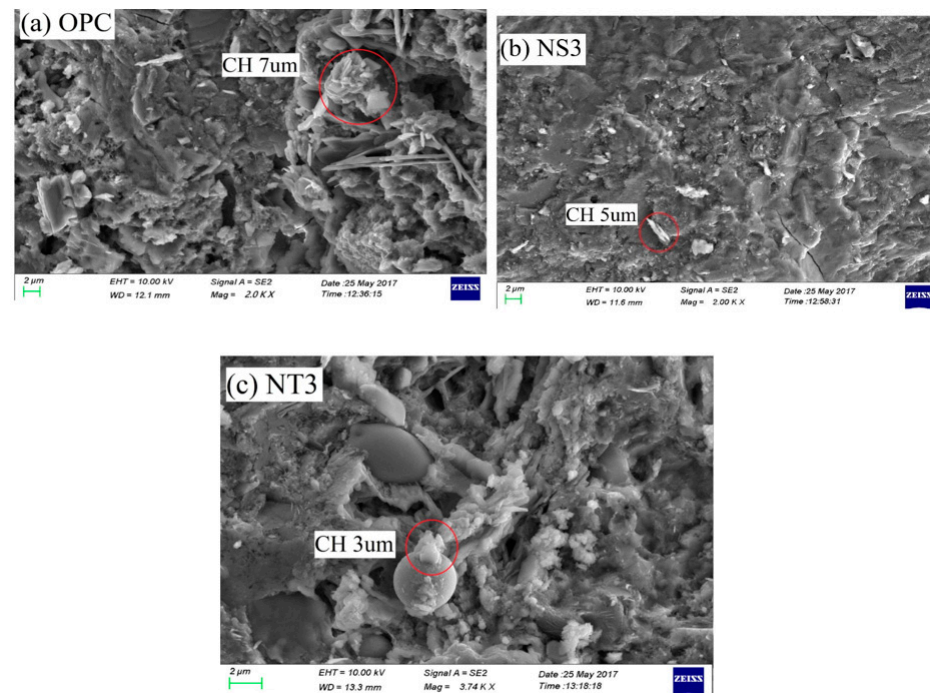 (a) OPC
CH 7um
2 µm
EHT = 10.00 kV
WD = 12.1 mm
Signal A = SE2
Mag = 2.0 K X
Date :25 May 2017
Time :12:36:15
ZEISS
(b) NS3
CH 5um
2 µm
EHT = 10.00 kV
WD = 11.6 mm
Signal A = SE2
Mag = 2.00 K X
Date :25 May 2017
Time :12:58:31
ZEISS
(c) NT3
CH 3um
2 µm
EHT = 10.00 kV
WD = 13.3 mm
Signal A = SE2
Mag = 3.74 K X
Date :25 May 2017
Time :13:18:18
ZEISS